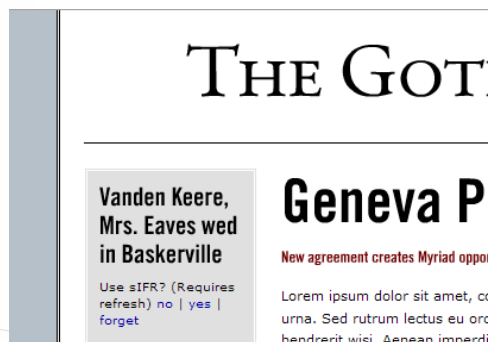 THE GOT
Vanden Keere,
Mrs. Eaves wed
in Baskerville
Use sIFR? (Requires
refresh) no | yes |
forget
Geneva P
New agreement creates Myriad oppor
Lorem ipsum dolor sit amet, co
urna. Sed rutrum lectus eu orc
hendrerit wisi. Aenean imperdi